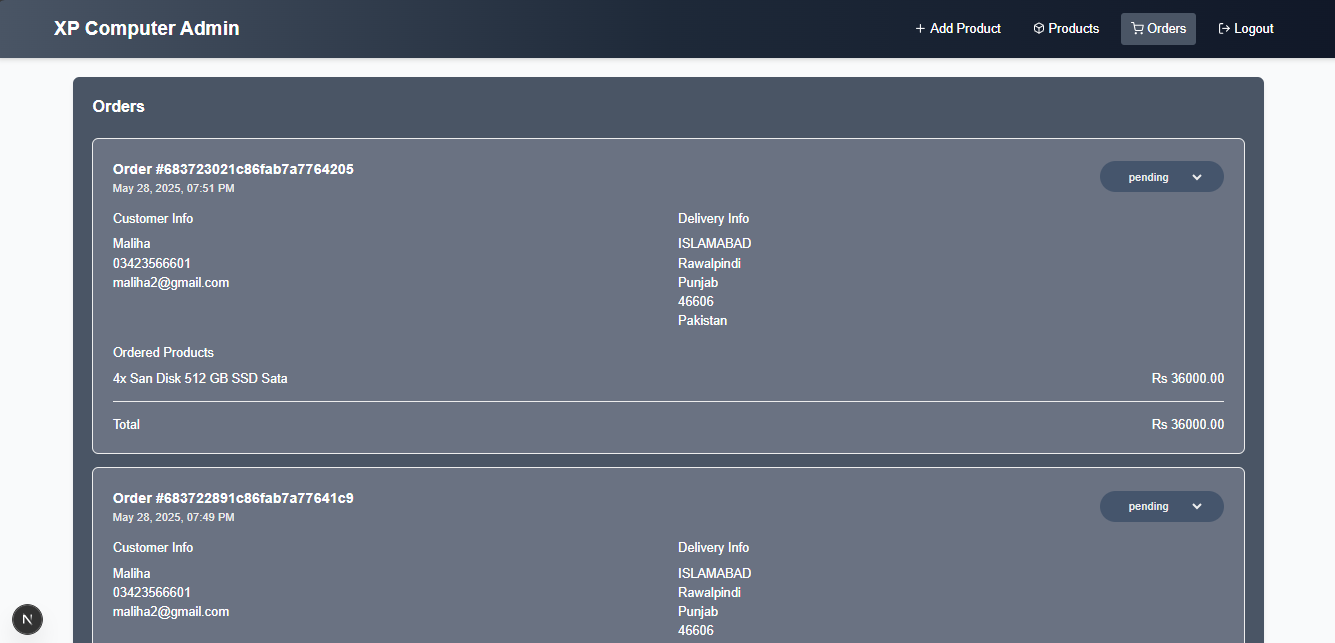 XP Computer Admin
Add Product
Products
Orders
Logout
Orders
Order #683723021c86fab7a7764205
pending
May 28, 2025, 07:51 PM
Customer Info
Delivery Info
Maliha
ISLAMABAD
03423566601
Rawalpindi
maliha2@gmail.com
Punjab
46606
Pakistan
Ordered Products
4x San Disk 512 GB SSD Sata
Rs 36000.00
Total
Rs 36000.00
Order #683722891c86fab7a77641c9
pending
May 28, 2025, 07:49 PM
Customer Info
Delivery Info
Maliha
ISLAMABAD
03423566601
Rawalpindi
maliha2@gmail.com
Punjab
46606
N